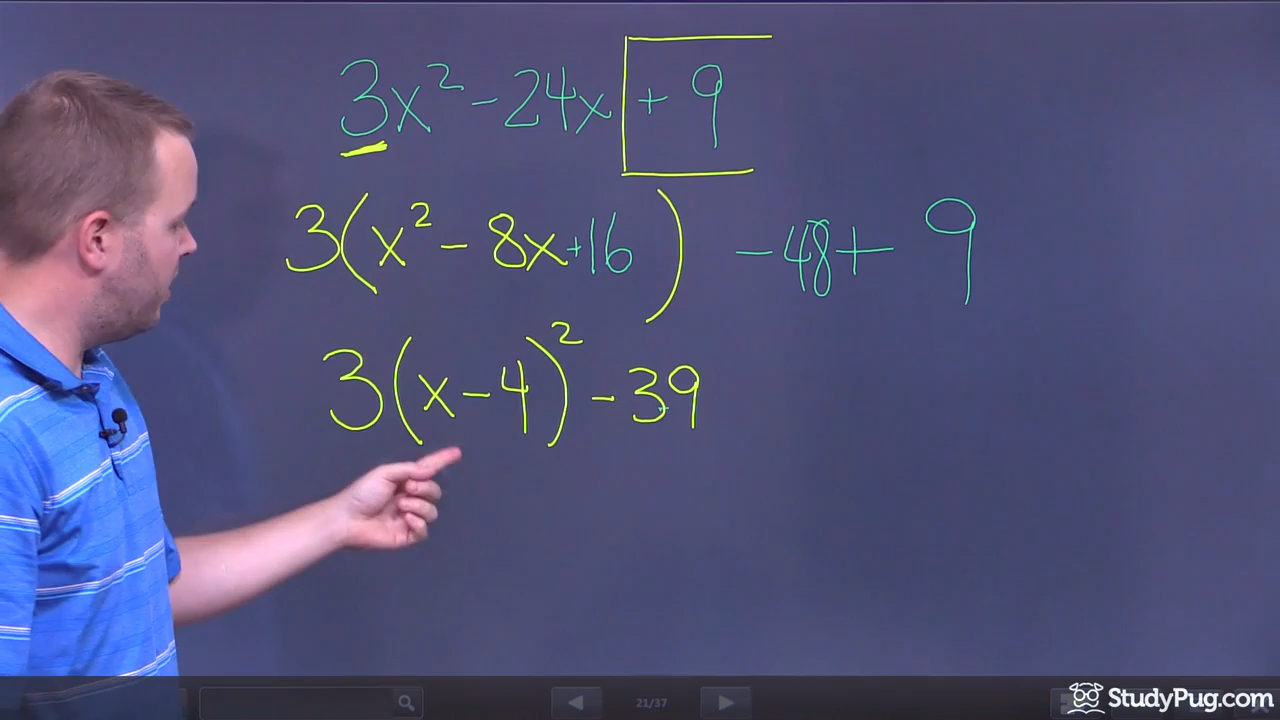 3x² - 24x + 9
3(x² - 8x + 16) - 48 + 9
3(x - 4)² - 39
21/37
StudyPug.com